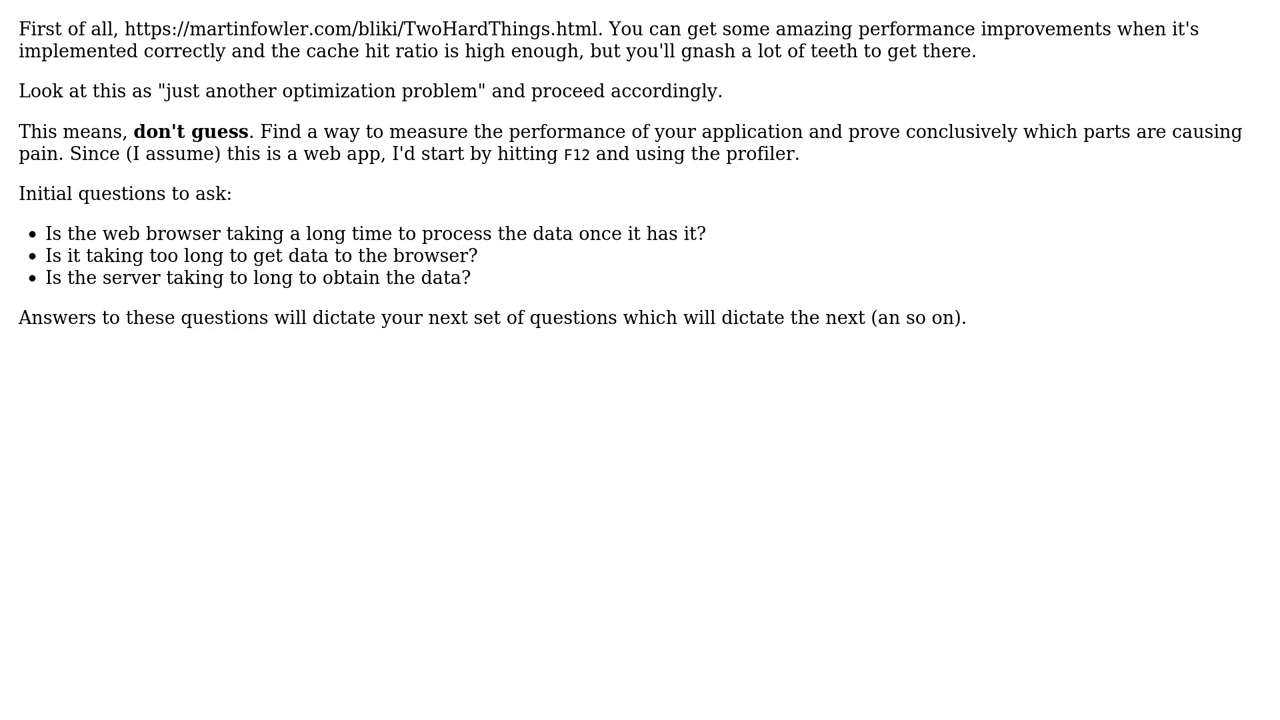 First of all, https://martinfowler.com/bliki/TwoHardThings.html. You can get some amazing performance improvements when it's
implemented correctly and the cache hit ratio is high enough, but you'll gnash a lot of teeth to get there.
Look at this as "just another optimization problem" and proceed accordingly.
This means, don't guess. Find a way to measure the performance of your application and prove conclusively which parts are causing
pain. Since (I assume) this is a web app, I'd start by hitting F12 and using the profiler.
Initial questions to ask:
• Is the web browser taking a long time to process the data once it has it?
• Is it taking too long to get data to the browser?
• Is the server taking to long to obtain the data?
Answers to these questions will dictate your next set of questions which will dictate the next (an so on).